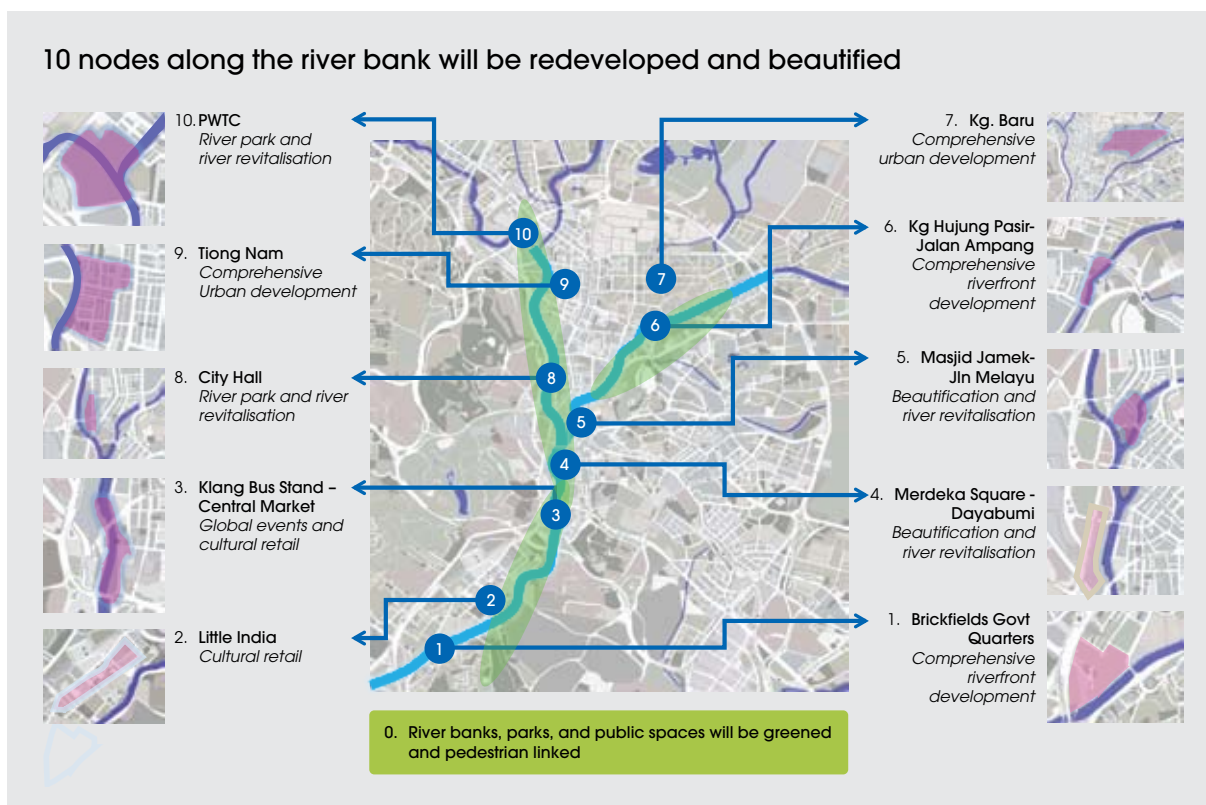 10 nodes along the river bank will be redeveloped and beautified
10. PWTC
River park and
river revitalisation
9. Tiong Nam
Comprehensive
Urban development
8. City Hall
River park and river
revitalisation
3. Klang Bus Stand –
Central Market
Global events and
cultural retail
2. Little India
Cultural retail
10
9
8
7
6
5
4
3
2
1
7. Kg. Baru
Comprehensive
urban development
6. Kg Hujung Pasir-
Jalan Ampang
Comprehensive
riverfront
development
5. Masjid Jamek-
Jln Melayu
Beautification and
river revitalisation
4. Merdeka Square -
Dayabumi
Beautification and
river revitalisation
1. Brickfields Govt
Quarters
Comprehensive
riverfront
development
0. River banks, parks, and public spaces will be greened
and pedestrian linked